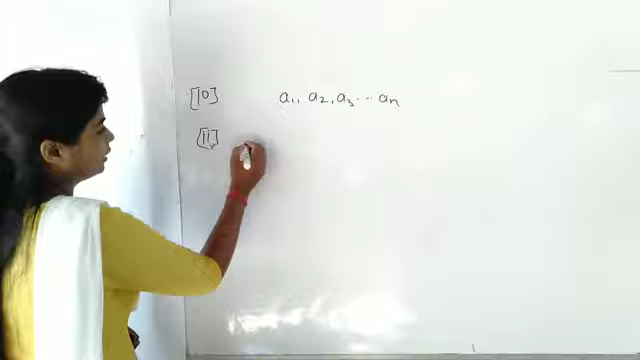 [10] a₁, a₂, a₃ ... aₙ
[11]